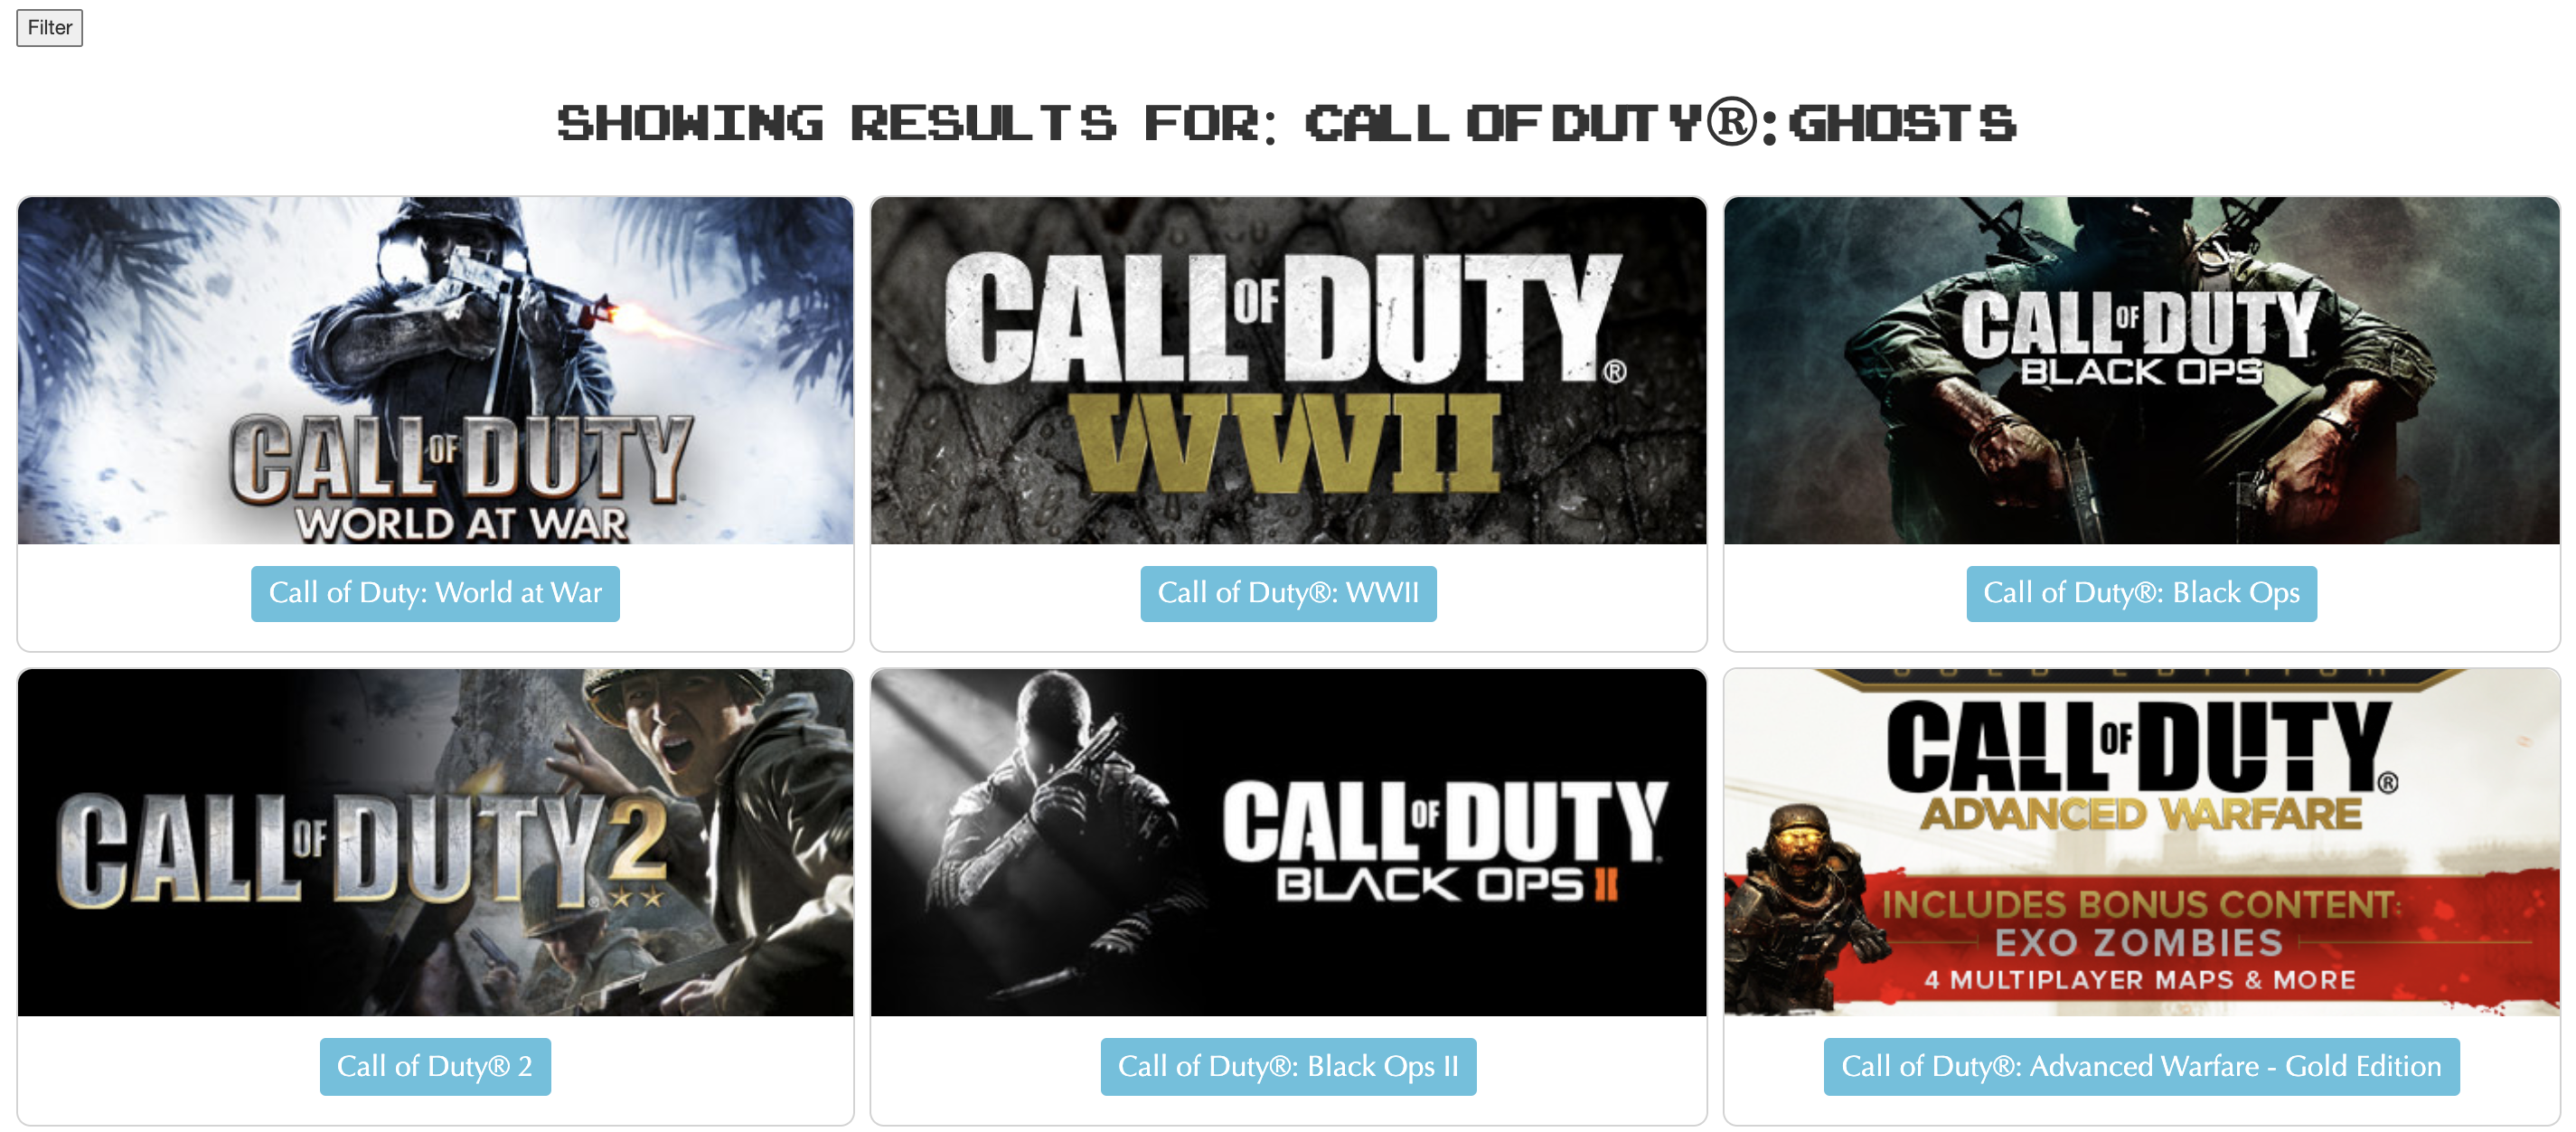 Filter
SHOWING RESULTS FOR: CALL OF DUTY®: GHOSTS
CALL OF DUTY
WORLD AT WAR
Call of Duty: World at War
CALL OF DUTY®
WWII
Call of Duty®: WWII
CALL OF DUTY
BLACK OPS
Call of Duty®: Black Ops
CALL OF DUTY 2
Call of Duty® 2
CALL OF DUTY
BLACK OPS II
Call of Duty®: Black Ops II
GOLD EDITION
CALL OF DUTY®
ADVANCED WARFARE
INCLUDES BONUS CONTENT:
EXO ZOMBIES
4 MULTIPLAYER MAPS & MORE
Call of Duty®: Advanced Warfare - Gold Edition